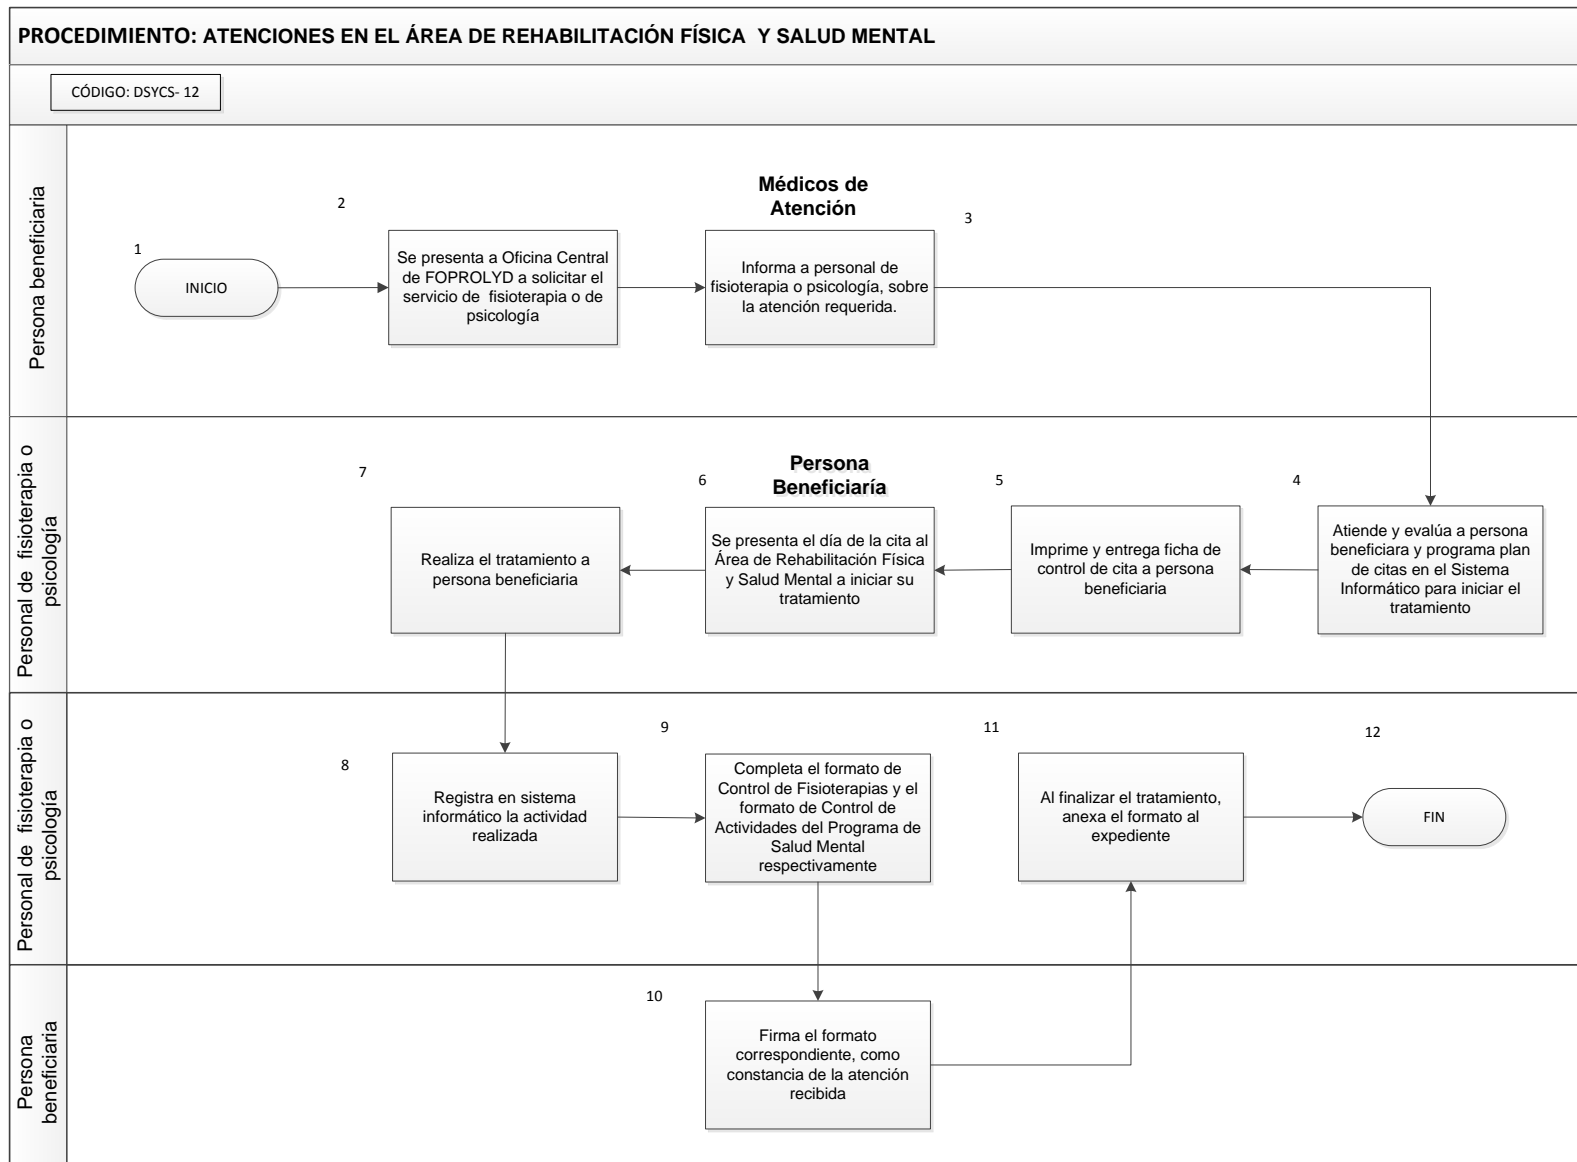 PROCEDIMIENTO: ATENCIONES EN EL ÁREA DE REHABILITACIÓN FÍSICA Y SALUD MENTAL
CÓDIGO: DSYCS- 12
Persona beneficiaria
1
INICIO
2
Se presenta a Oficina Central
de FOPROLYD a solicitar el
servicio de fisioterapia o de
psicología
Médicos de
Atención
Informa a personal de
fisioterapia o psicología, sobre
la atención requerida.
3
Personal de fisioterapia o
psicología
4
Atiende y evalúa a persona
beneficiara y programa plan
de citas en el Sistema
Informático para iniciar el
tratamiento
5
Imprime y entrega ficha de
control de cita a persona
beneficiaria
Persona
Beneficiaría
6
Se presenta el día de la cita al
Área de Rehabilitación Física
y Salud Mental a iniciar su
tratamiento
7
Realiza el tratamiento a
persona beneficiaria
Personal de fisioterapia o
psicología
8
Registra en sistema
informático la actividad
realizada
9
Completa el formato de
Control de Fisioterapias y el
formato de Control de
Actividades del Programa de
Salud Mental
respectivamente
11
Al finalizar el tratamiento,
anexa el formato al
expediente
12
FIN
Persona
beneficiaria
10
Firma el formato
correspondiente, como
constancia de la atención
recibida